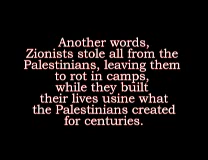 Another words,
Zionists stole all from the
Palestinians, leaving them
to rot in camps,
while they built
their lives usine what
the Palestinians created
for centuries.